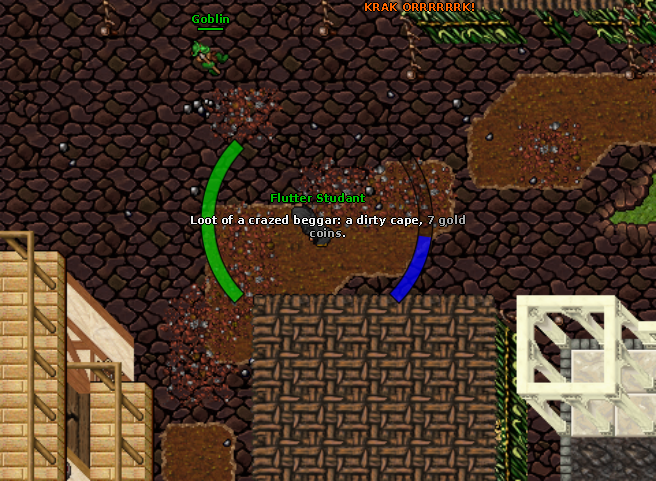 KRAK ORRRRRRK!
Goblin
Flutter Studant
Loot of a crazed beggar: a dirty cape, 7 gold
coins.